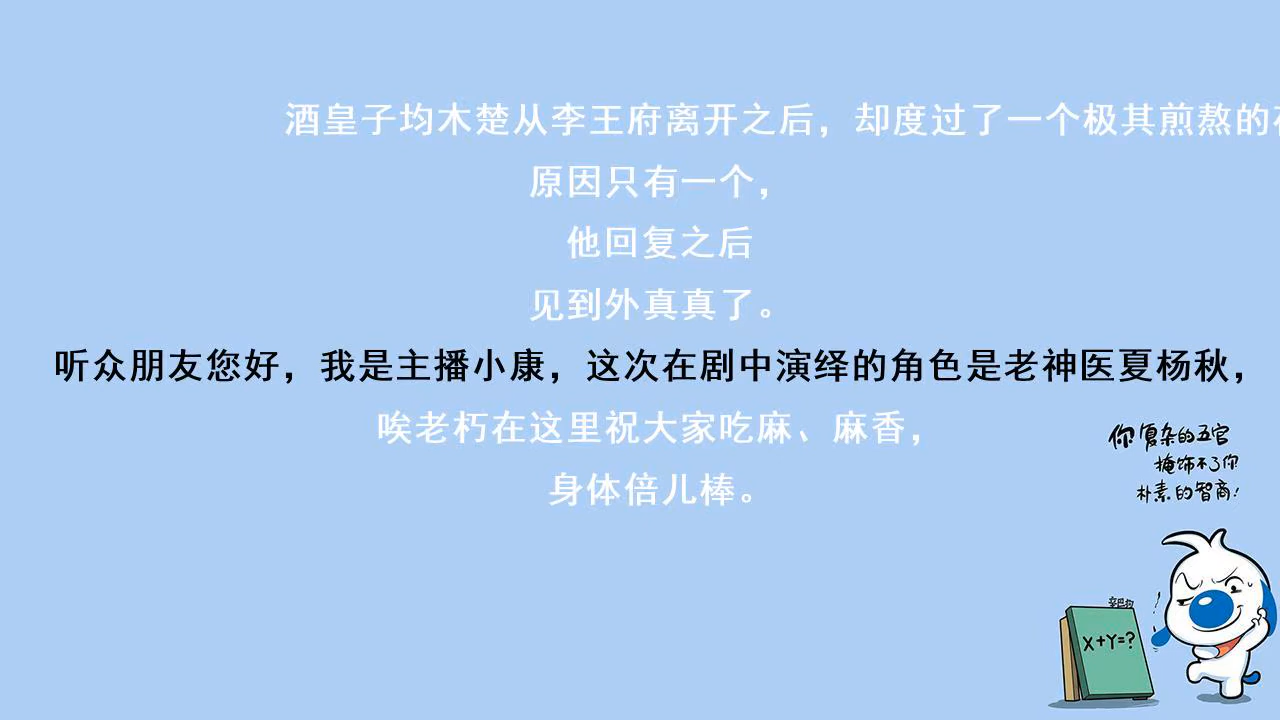 酒皇子均木楚从李王府离开之后，却度过了一个极其煎熬的
原因只有一个，
他回复之后
见到外真真了。
听众朋友您好，我是主播小康，这次在剧中演绎的角色是老神医夏杨秋，
唉老朽在这里祝大家吃麻、麻香，
身体倍儿棒。
你复杂的五官
掩饰不了你
朴素的智商！
X+Y=?